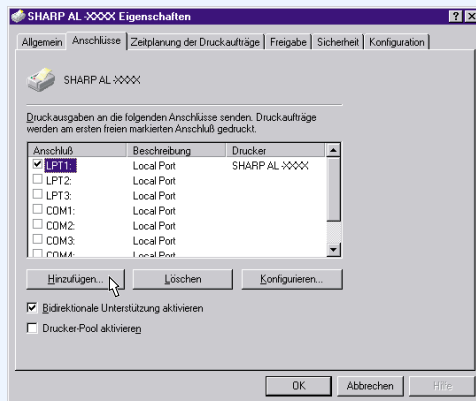 SHARP AL-XXXX Eigenschaften
Allgemein Anschlüsse Zeitplanung der Druckaufträge Freigabe Sicherheit Konfiguration
SHARP AL-XXXX
Druckausgaben an die folgenden Anschlüsse senden. Druckaufträge
werden am ersten freien markierten Anschluß gedruckt.
Anschluß Beschreibung Drucker
LPT1: Local Port SHARP AL-XXXX
LPT2: Local Port
LPT3: Local Port
COM1: Local Port
COM2: Local Port
COM3: Local Port
COM4: Local Port
Hinzufügen... Löschen Konfigurieren...
Bidirektionale Unterstützung aktivieren
Drucker-Pool aktivieren
OK Abbrechen Hilfe